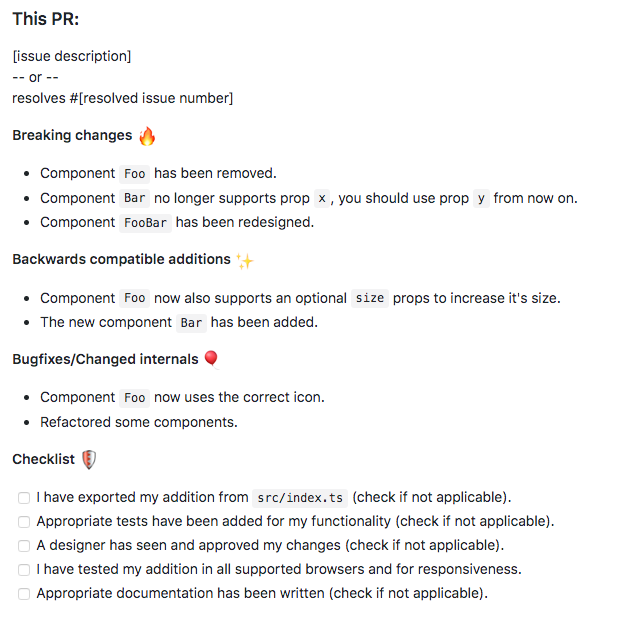 This PR:
[issue description]
-- or --
resolves #[resolved issue number]
Breaking changes 🔥
• Component Foo has been removed.
• Component Bar no longer supports prop x, you should use prop y from now on.
• Component FooBar has been redesigned.
Backwards compatible additions ✨
• Component Foo now also supports an optional size props to increase it's size.
• The new component Bar has been added.
Bugfixes/Changed internals 🎈
• Component Foo now uses the correct icon.
• Refactored some components.
Checklist 🛡
I have exported my addition from src/index.ts (check if not applicable).
Appropriate tests have been added for my functionality (check if not applicable).
A designer has seen and approved my changes (check if not applicable).
I have tested my addition in all supported browsers and for responsiveness.
Appropriate documentation has been written (check if not applicable).